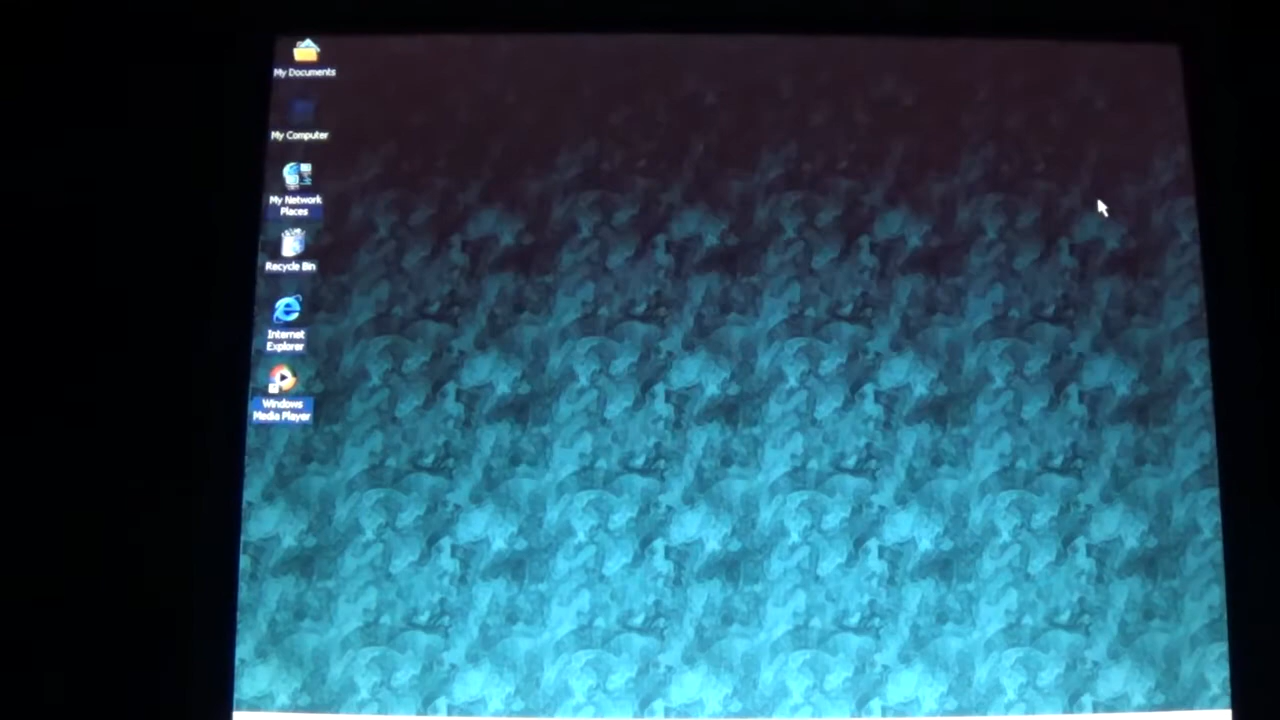 My Documents
My Computer
My Network
Places
Recycle Bin
Internet
Explorer
Windows
Media Player